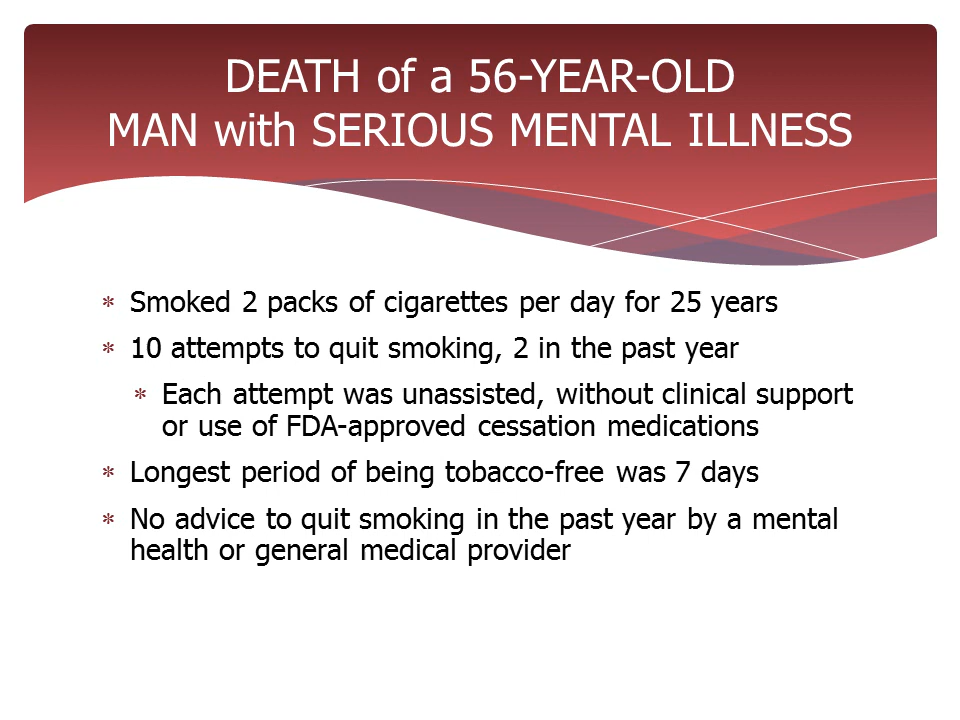 DEATH of a 56-YEAR-OLD
MAN with SERIOUS MENTAL ILLNESS
* Smoked 2 packs of cigarettes per day for 25 years
* 10 attempts to quit smoking, 2 in the past year
* Each attempt was unassisted, without clinical support
or use of FDA-approved cessation medications
* Longest period of being tobacco-free was 7 days
* No advice to quit smoking in the past year by a mental
health or general medical provider